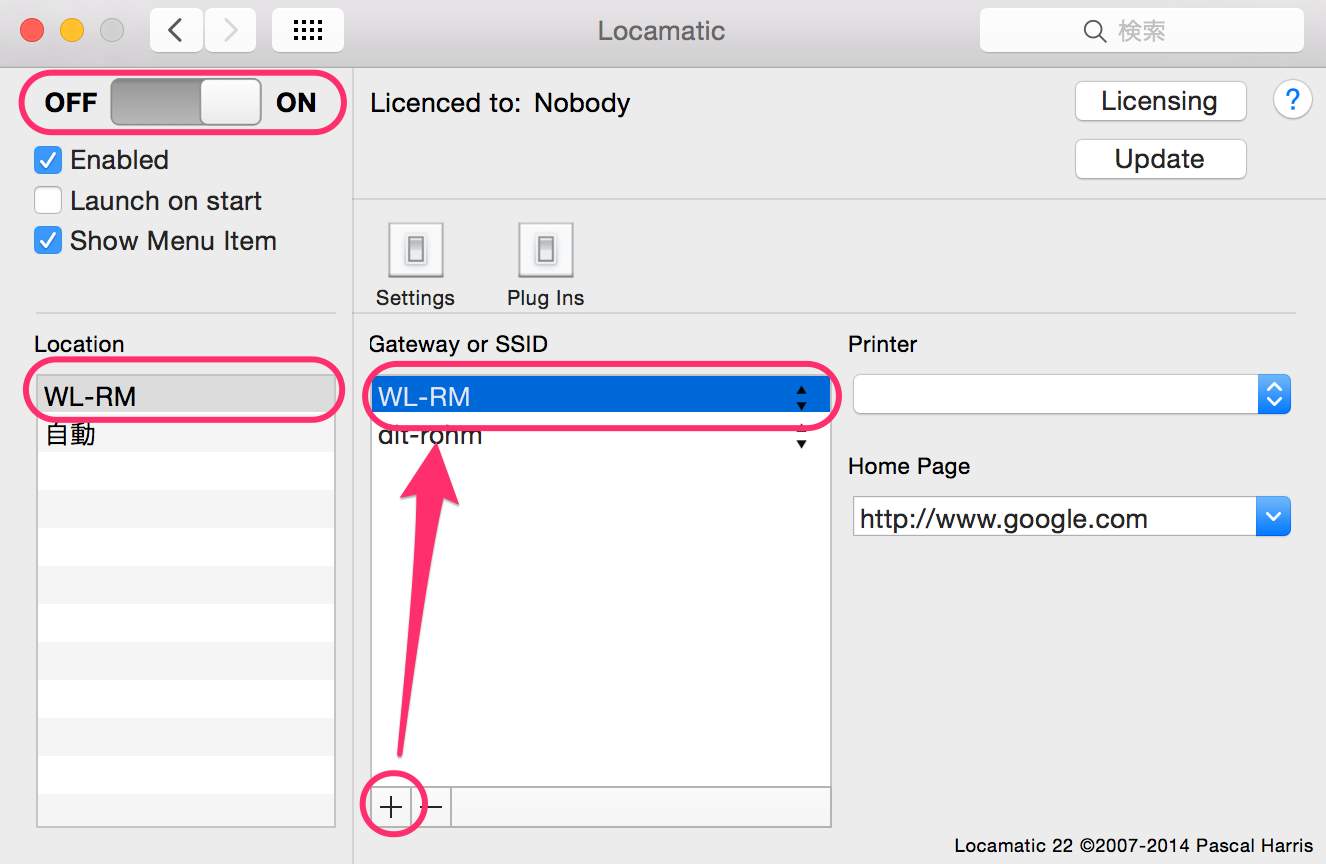 Locamatic
検索
OFF ON
Enabled
Launch on start
Show Menu Item
Licenced to: Nobody
Licensing
?
Update
Settings
Plug Ins
Location
WL-RM
自動
Gateway or SSID
WL-RM
dlt-rohm
Printer
Home Page
http://www.google.com
Locamatic 22 ©2007-2014 Pascal Harris